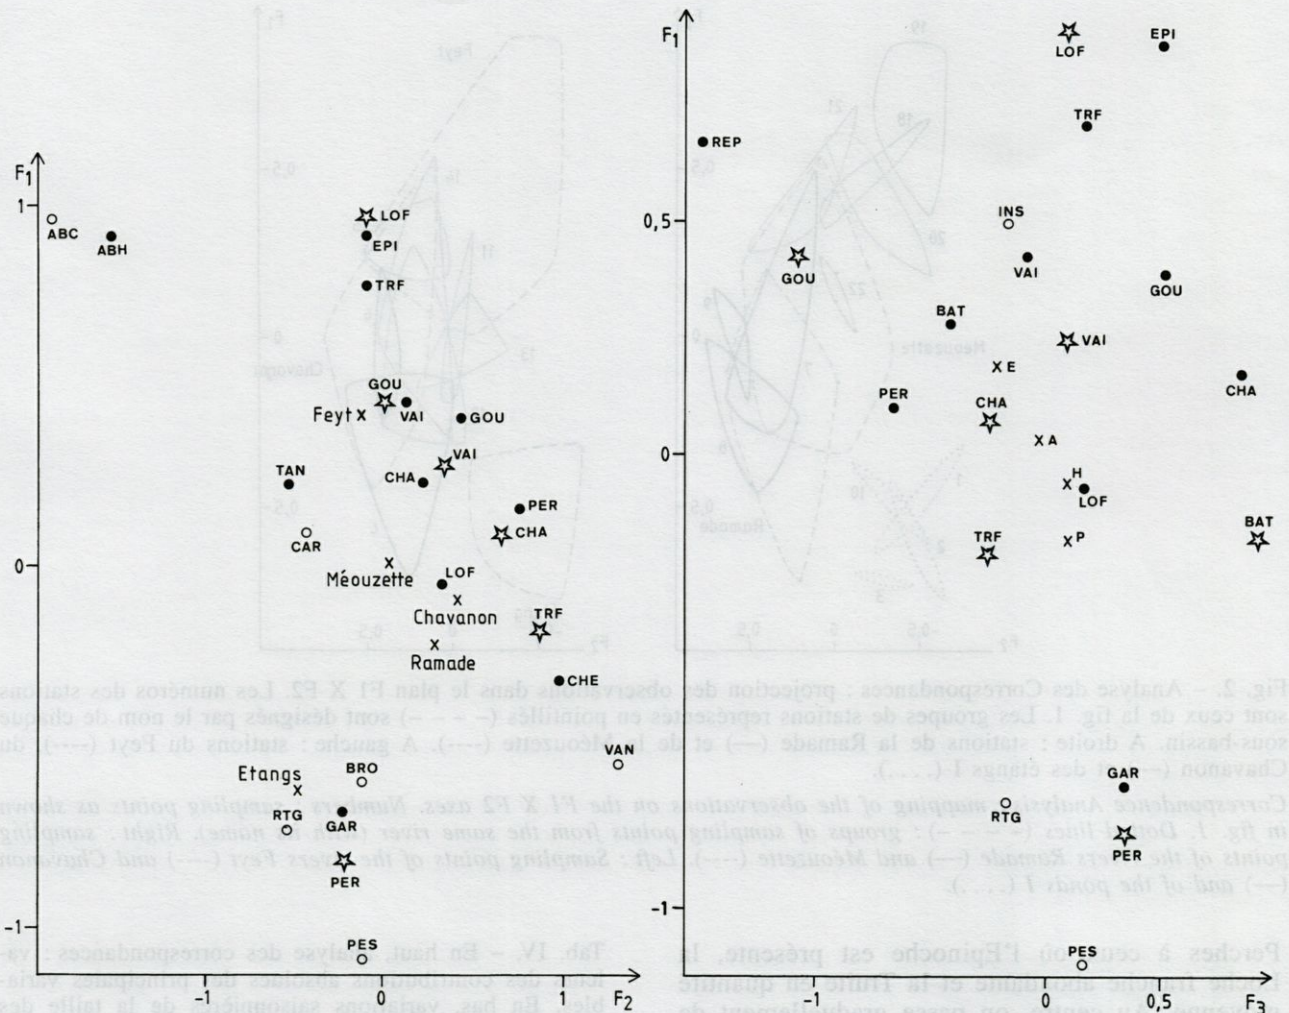 F1
1
ABC
ABH
LOF
EPI
TRF
GOU
Feyt
VAI
GOU
VAI
TAN
CHA
PER
CAR
CHA
0
Méouzette
LOF
Chavanon
TRF
Ramade
CHE
VAN
Etangs
BRO
RTG
GAR
PER
-1
PES
-1
0
1
F2
F1
LOF
EPI
TRF
REP
INS
0,5
VAI
GOU
GOU
BAT
VAI
E
CHA
PER
CHA
A
0
H
LOF
P
TRF
BAT
GAR
RTG
PER
-1
PES
-1
0
0,5
F3
Fig. 2. – Analyse des Correspondances : projection des observations dans le plan F1 X F2. Les numéros des stations
sont ceux de la fig. 1. Les groupes de stations représentés en pointillés (– – – –) sont désignés par le nom de chaque
sous-bassin. A droite : stations de la Ramade (—) et de la Méouzette (---). A gauche : stations du Feyt (---), du
Chavanon (—) et des étangs I (. . . .).
Correspondence Analysis: mapping of the observations on the F1 X F2 axes. Numbers : sampling points as shown
in fig. 1. Dotted lines (– – – –) : groups of sampling points from the same river (with its name). Right : sampling
points of the rivers Ramade (—) and Méouzette (---). Left : Sampling points of the rivers Feyt (---) and Chavanon
(—) and of the ponds I (. . . .).
Perches à ceux où l'Epinoche est présente, la
Loche franche abondante et la Truite en quantité
Tab. IV. – En haut, analyse des correspondances : va-
leurs des contributions absolues des principales varia-
bles. En bas, variations saisonnières de la taille des